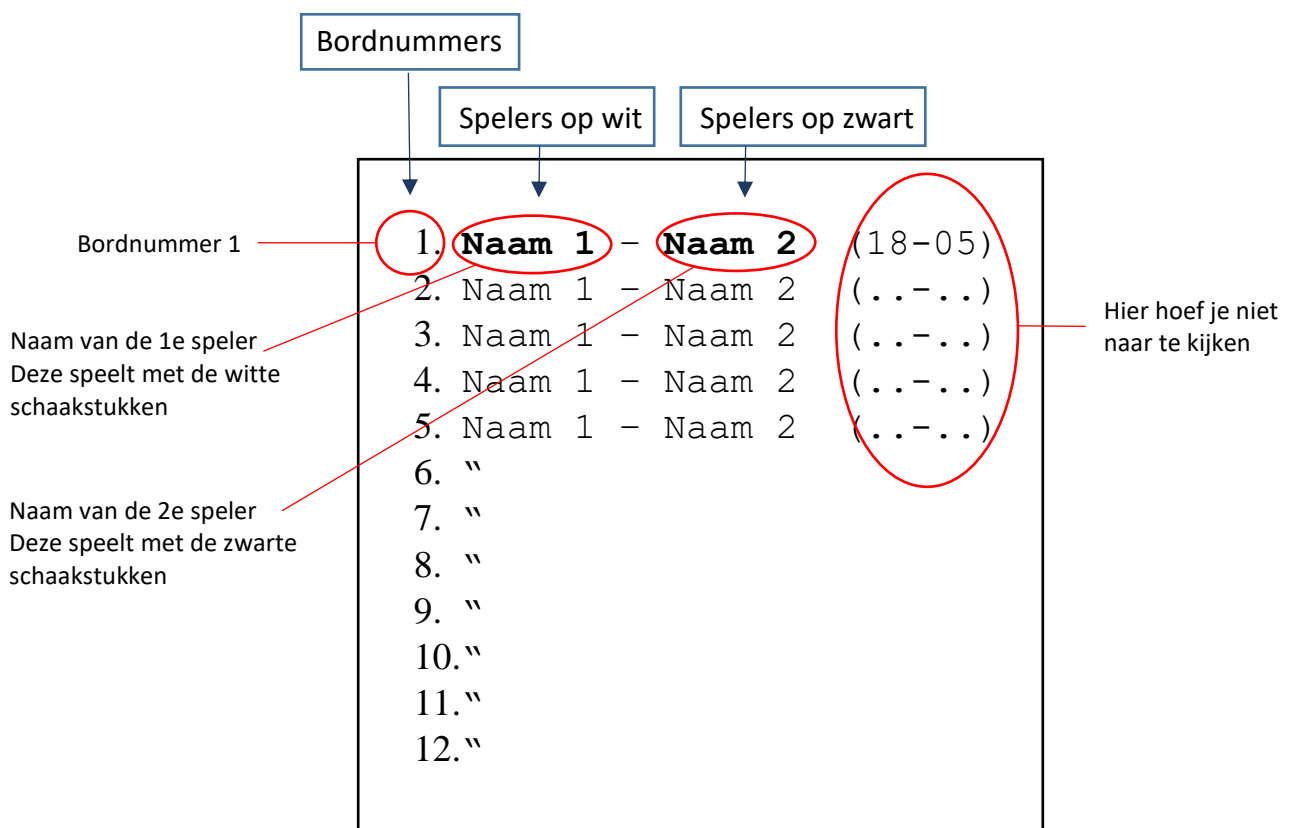 Bordnummers
Spelers op wit
Spelers op zwart
Bordnummer 1
1. Naam 1 – Naam 2 (18-05)
2. Naam 1 – Naam 2 (..-..)
3. Naam 1 – Naam 2 (..-..)
4. Naam 1 – Naam 2 (..-..)
5. Naam 1 – Naam 2 (..-..)
6. “
7. “
8. “
9. “
10.“
11.“
12.“
Naam van de 1e speler
Deze speelt met de witte
schaakstukken
Naam van de 2e speler
Deze speelt met de zwarte
schaakstukken
Hier hoef je niet
naar te kijken